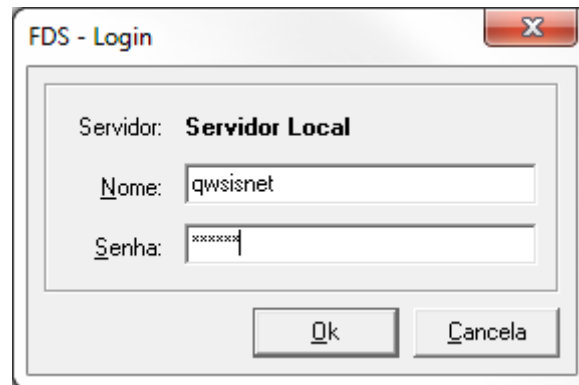 FDS - Login
Servidor: Servidor Local
Nome: qwsisnet
Senha: ******
Ok Cancela